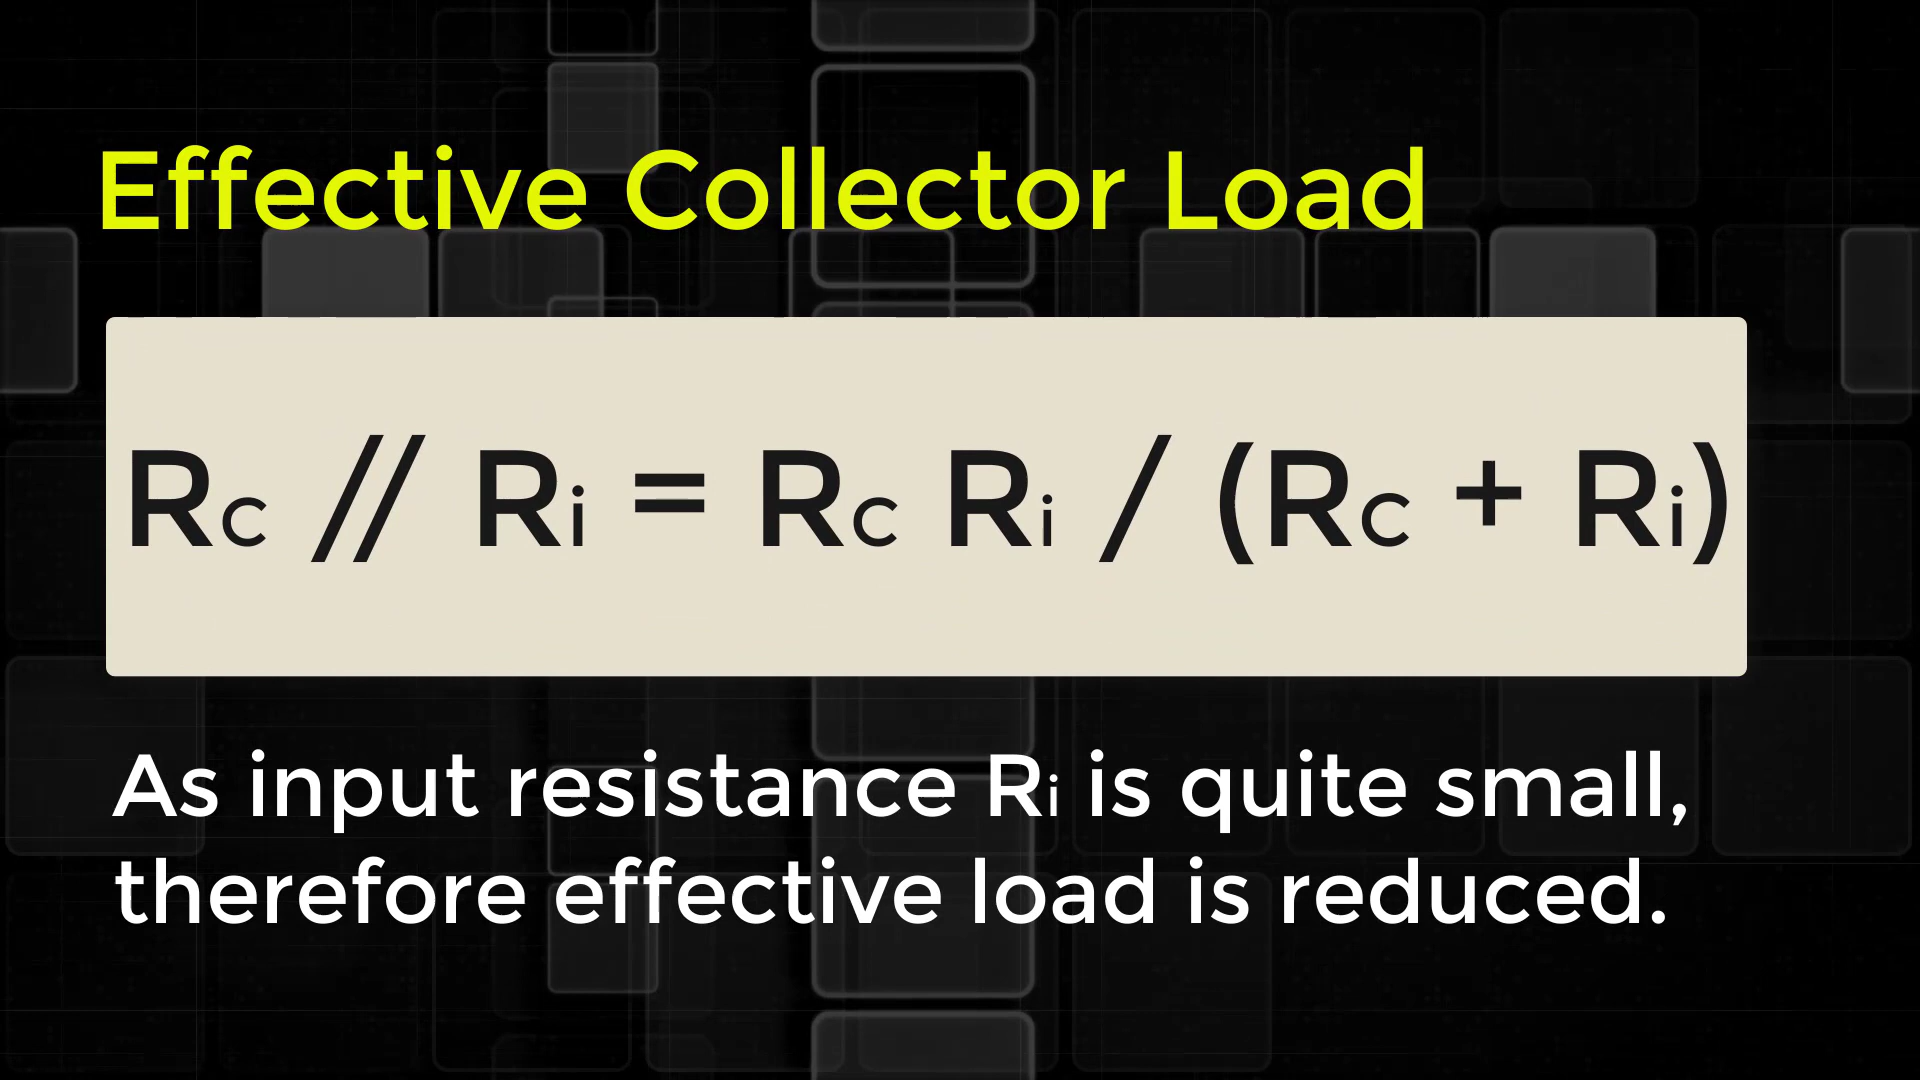 Effective Collector Load
Rc // Ri = Rc Ri / (Rc + Ri)
As input resistance Ri is quite small,
therefore effective load is reduced.